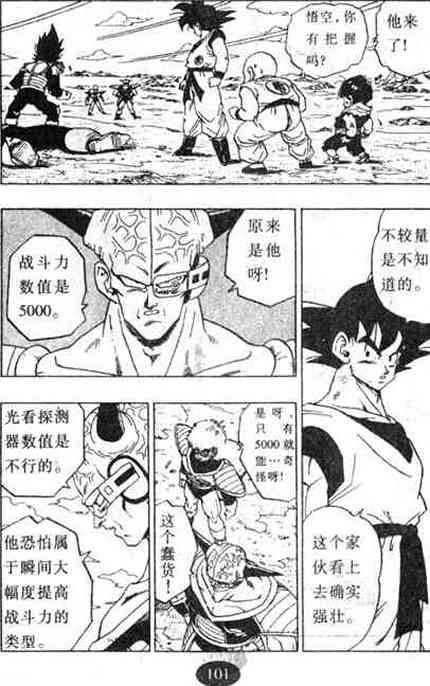 他来
了！
悟空，你
有把握
吗？
不较量
是不知
道的。
这个家
伙看上
去确实
强壮。
原来
是他
呀！
战斗力
数值是
5000。
是呀，
只有
5000就
能…奇
怪呀！
这个蠢货！
光看探测
器数值是
不行的。
他恐怕属
于瞬间大
幅度提高
战斗力的
类型。
101